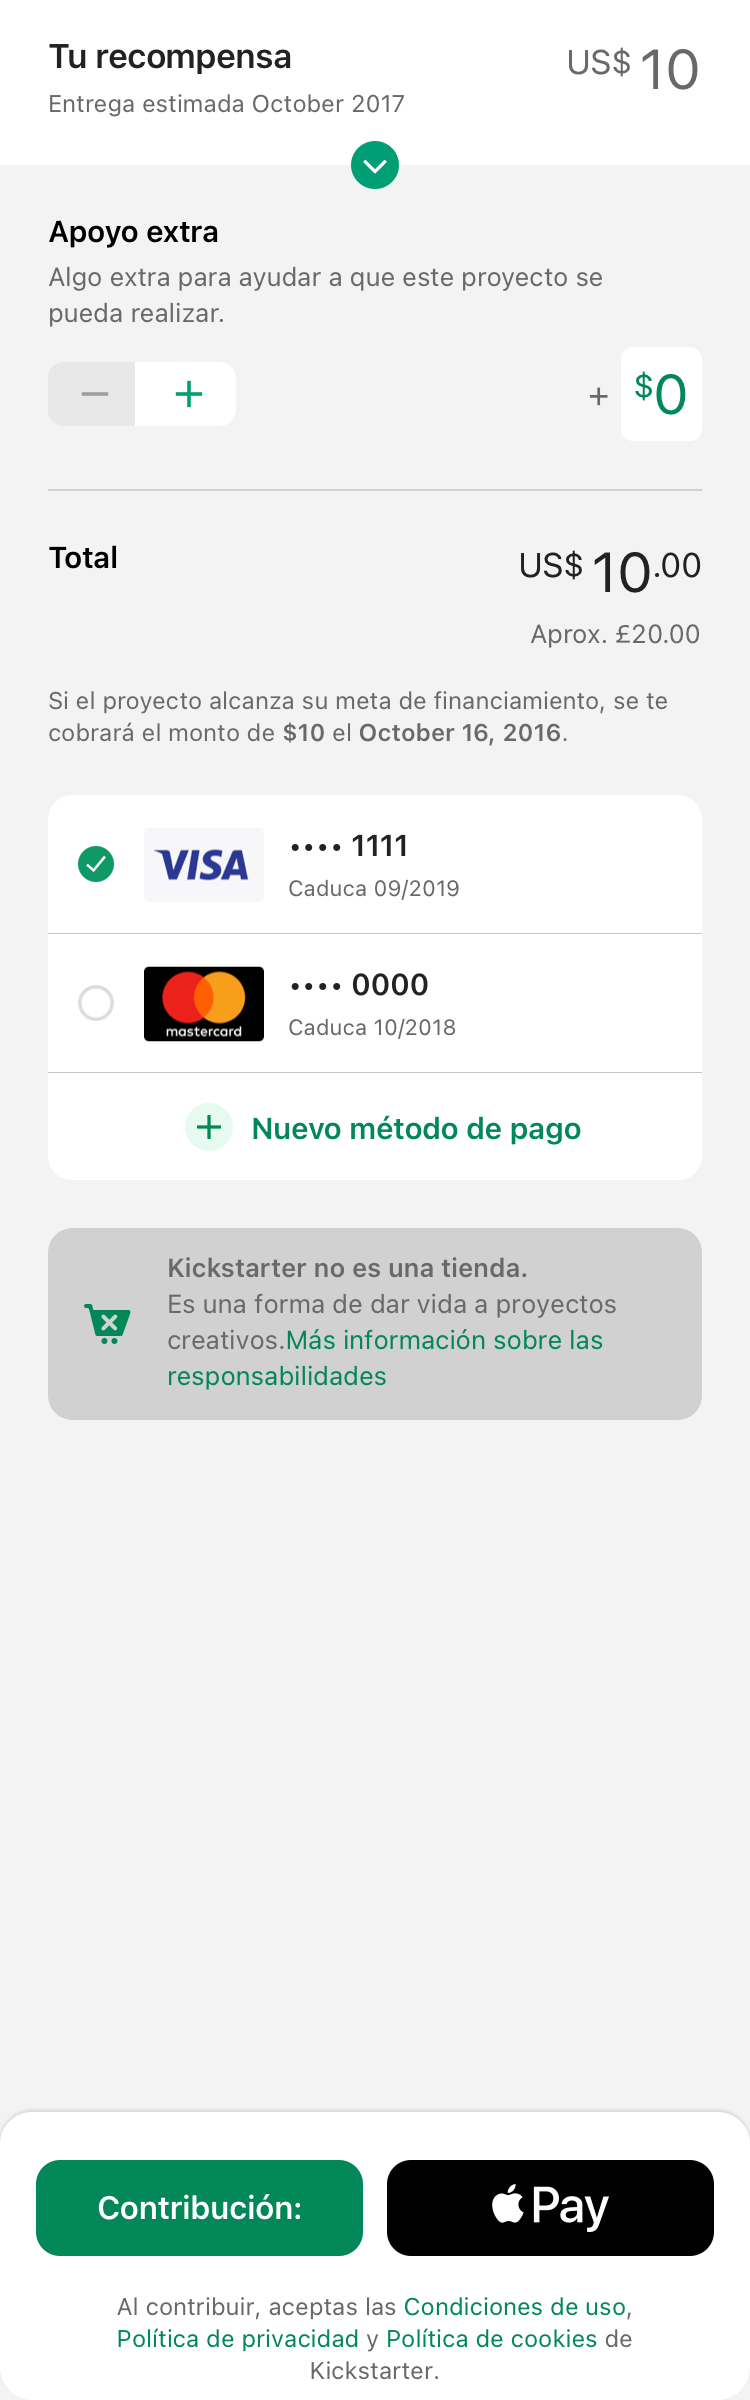 Tu recompensa
US$ 10
Entrega estimada October 2017
Apoyo extra
Algo extra para ayudar a que este proyecto se
pueda realizar.
− +
+ $0
Total
US$ 10.00
Aprox. £20.00
Si el proyecto alcanza su meta de financiamiento, se te
cobrará el monto de $10 el October 16, 2016.
VISA
•••• 1111
Caduca 09/2019
mastercard
•••• 0000
Caduca 10/2018
+ Nuevo método de pago
Kickstarter no es una tienda.
Es una forma de dar vida a proyectos
creativos.Más información sobre las
responsabilidades
Contribución:
Pay
Al contribuir, aceptas las Condiciones de uso,
Política de privacidad y Política de cookies de
Kickstarter.